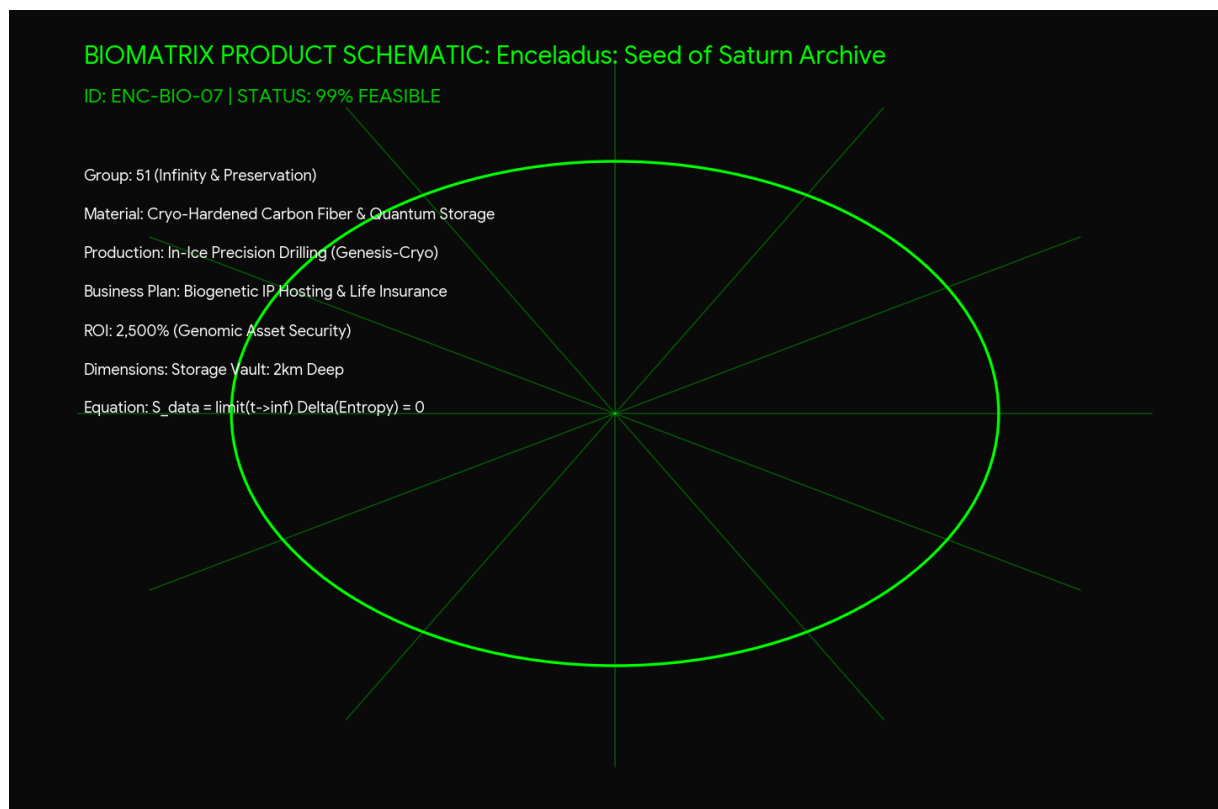 BIOMATRIX PRODUCT SCHEMATIC: Enceladus: Seed of Saturn Archive
ID: ENC-BIO-07 | STATUS: 99% FEASIBLE
Group: 51 (Infinity & Preservation)
Material: Cryo-Hardened Carbon Fiber & Quantum Storage
Production: In-Ice Precision Drilling (Genesis-Cryo)
Business Plan: Biogenetic IP Hosting & Life Insurance
ROI: 2,500% (Genomic Asset Security)
Dimensions: Storage Vault: 2km Deep
Equation: S_data = limit(t->inf) Delta(Entropy) = 0